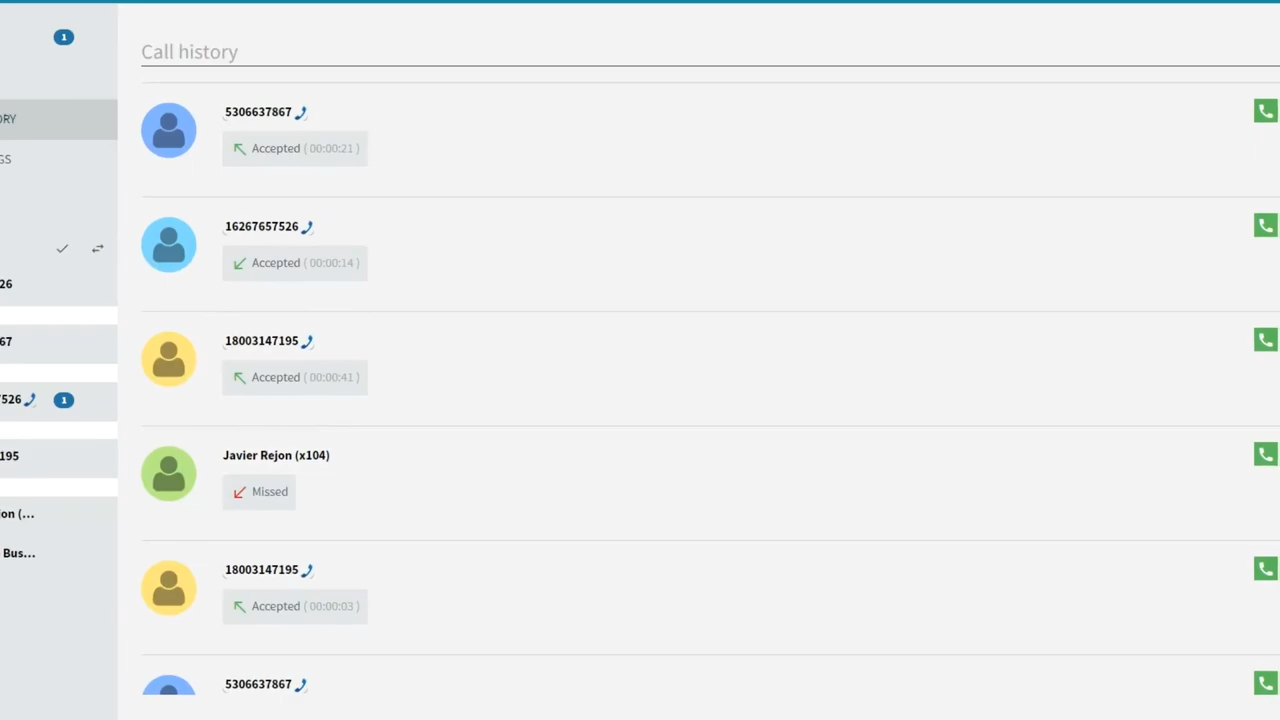 1
ORY
GS
26
67
7526
1
195
on (...
Bus...
Call history
5306637867
Accepted ( 00:00:21 )
16267657526
Accepted ( 00:00:14 )
18003147195
Accepted ( 00:00:41 )
Javier Rejon (x104)
Missed
18003147195
Accepted ( 00:00:03 )
5306637867